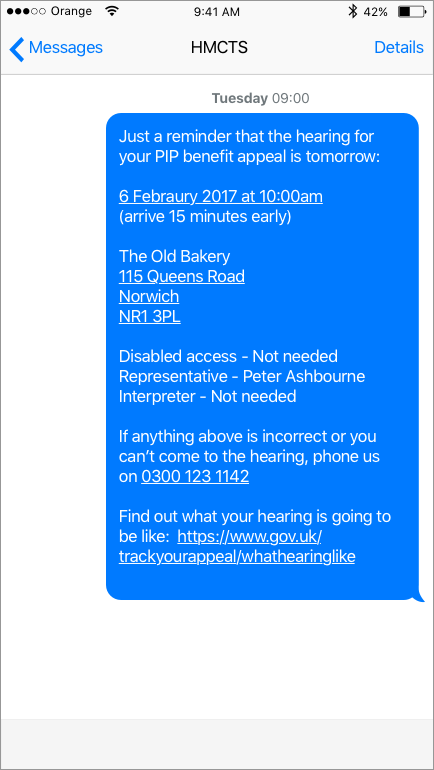 Orange 9:41 AM 42%
Messages HMCTS Details
Tuesday 09:00
Just a reminder that the hearing for
your PIP benefit appeal is tomorrow:
6 Febraury 2017 at 10:00am
(arrive 15 minutes early)
The Old Bakery
115 Queens Road
Norwich
NR1 3PL
Disabled access - Not needed
Representative - Peter Ashbourne
Interpreter - Not needed
If anything above is incorrect or you
can’t come to the hearing, phone us
on 0300 123 1142
Find out what your hearing is going to
be like: https://www.gov.uk/
trackyourappeal/whathearinglike